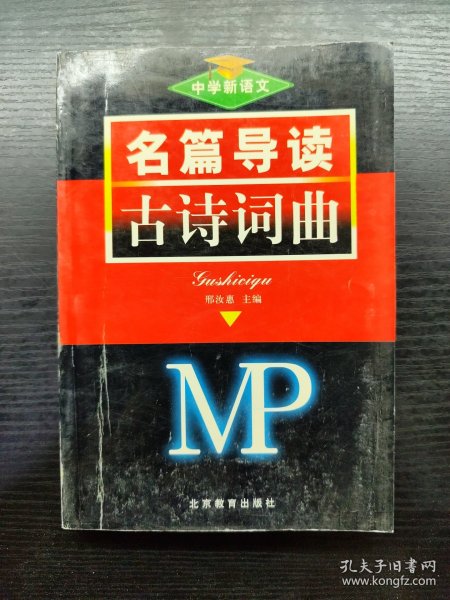 中学新语文
名篇导读
古诗词曲
Gushiciqu
邢汝惠 主编
MP
北京教育出版社
孔夫子旧书网
www.kongfz.com